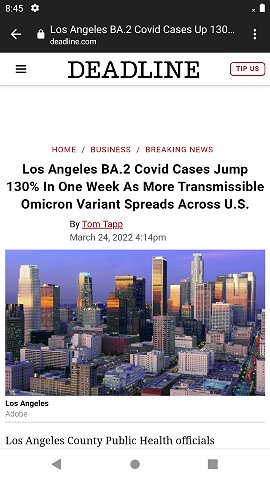 8:45
Los Angeles BA.2 Covid Cases Up 130...
deadline.com
DEADLINE
TIP US
HOME / BUSINESS / BREAKING NEWS
Los Angeles BA.2 Covid Cases Jump
130% In One Week As More Transmissible
Omicron Variant Spreads Across U.S.
By Tom Tapp
March 24, 2022 4:14pm
Los Angeles
Adobe
Los Angeles County Public Health officials